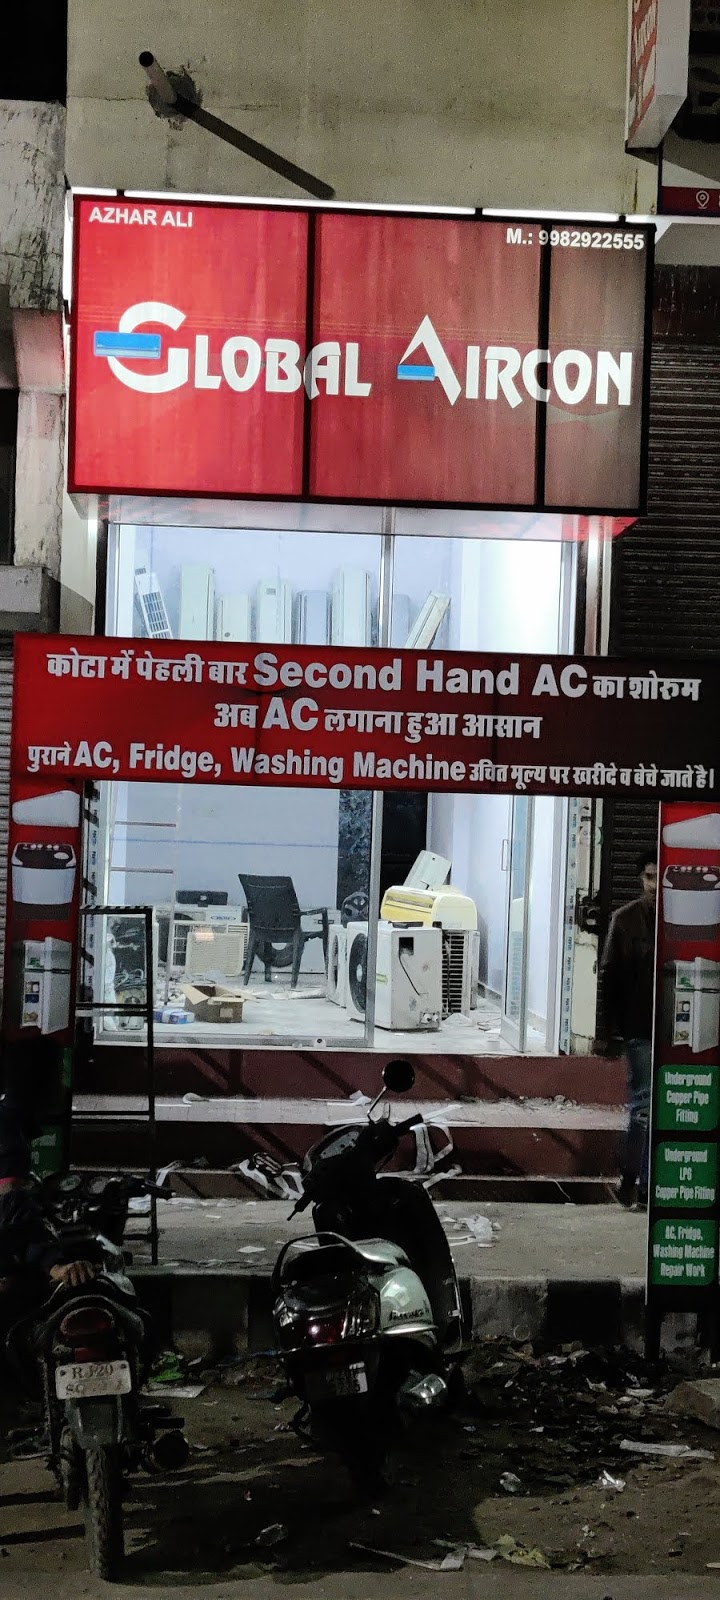 AZHAR ALI
M.: 9982922555
GLOBAL AIRCON
कोटा में पेहली बार Second Hand AC का शोरुम
अब AC लगाना हुआ आसान
पुराने AC, Fridge, Washing Machine उचित मूल्य पर खरीदे व बेचे जाते है।
Underground
Copper Pipe
Fitting
Underground
LPG
Copper Pipe Fitting
AC, Fridge,
Washing Machine
Repair Work
RJ20